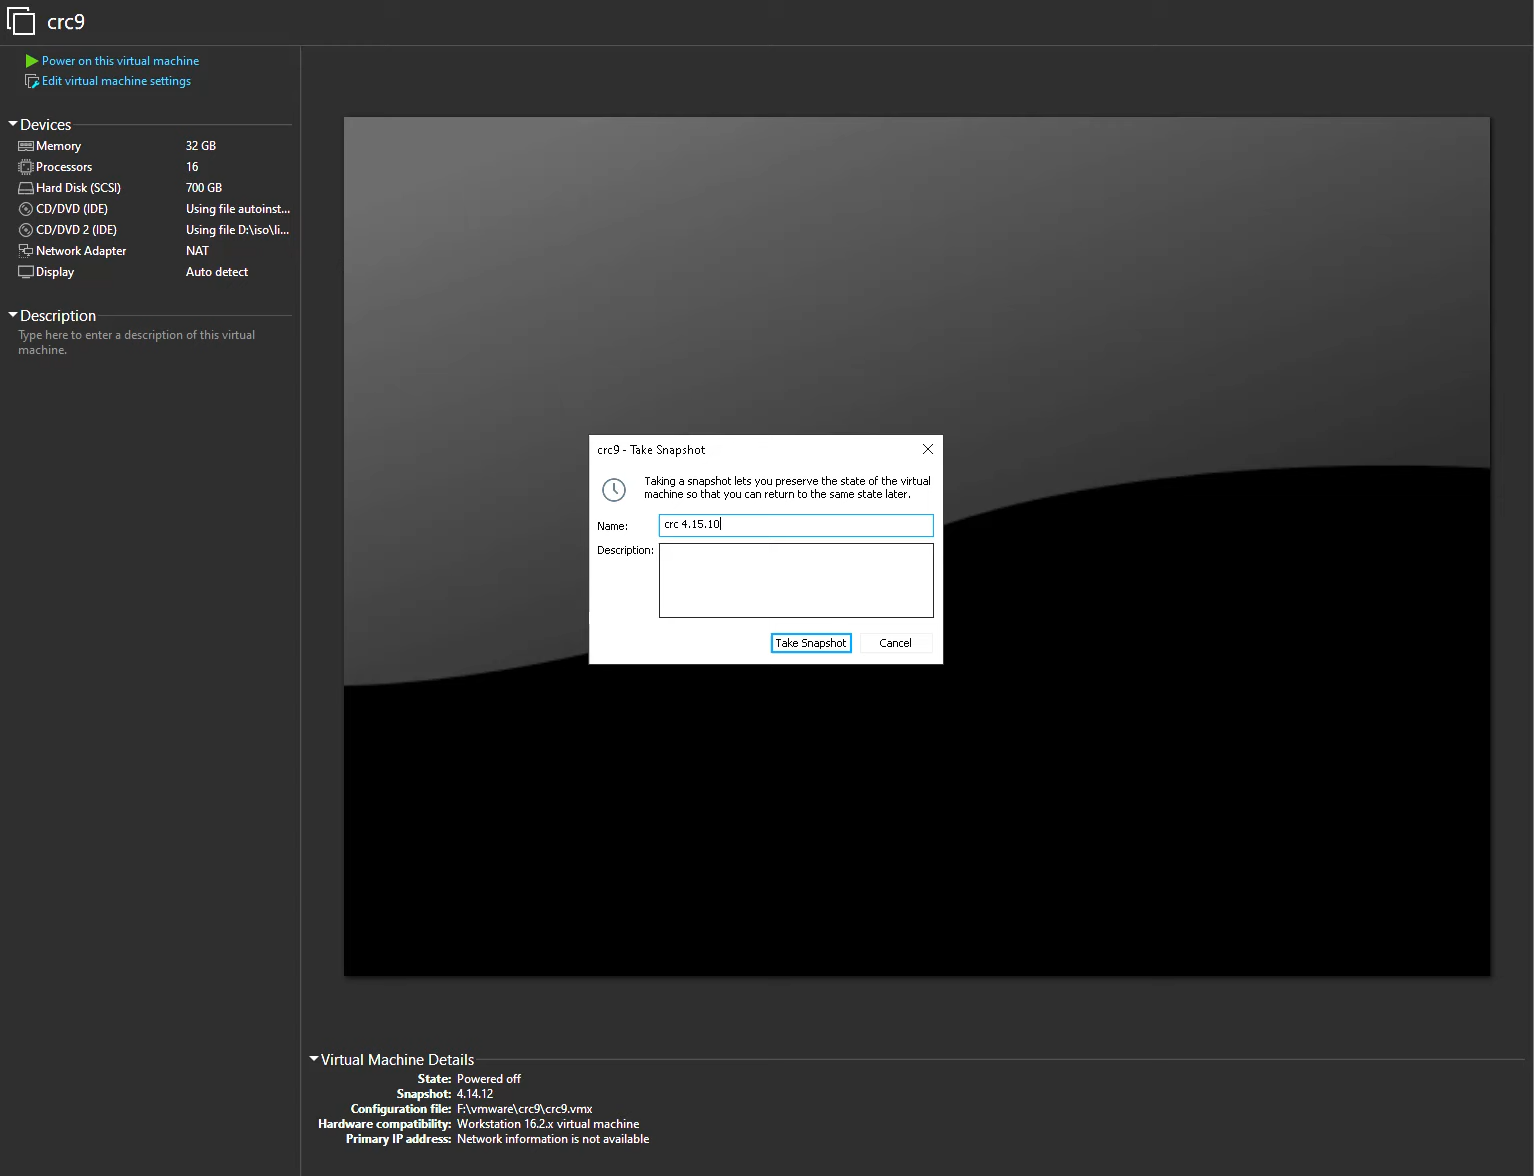 crc9
Power on this virtual machine
Edit virtual machine settings
Devices
Memory 32 GB
Processors 16
Hard Disk (SCSI) 700 GB
CD/DVD (IDE) Using file autoinst...
CD/DVD 2 (IDE) Using file D:\iso\li...
Network Adapter NAT
Display Auto detect
Description
Type here to enter a description of this virtual
machine.
crc9 - Take Snapshot
Taking a snapshot lets you preserve the state of the virtual
machine so that you can return to the same state later.
Name: crc 4.15.10
Description:
Take Snapshot Cancel
Virtual Machine Details
State: Powered off
Snapshot: 4.14.12
Configuration file: F:\vmware\crc9\crc9.vmx
Hardware compatibility: Workstation 16.2.x virtual machine
Primary IP address: Network information is not available